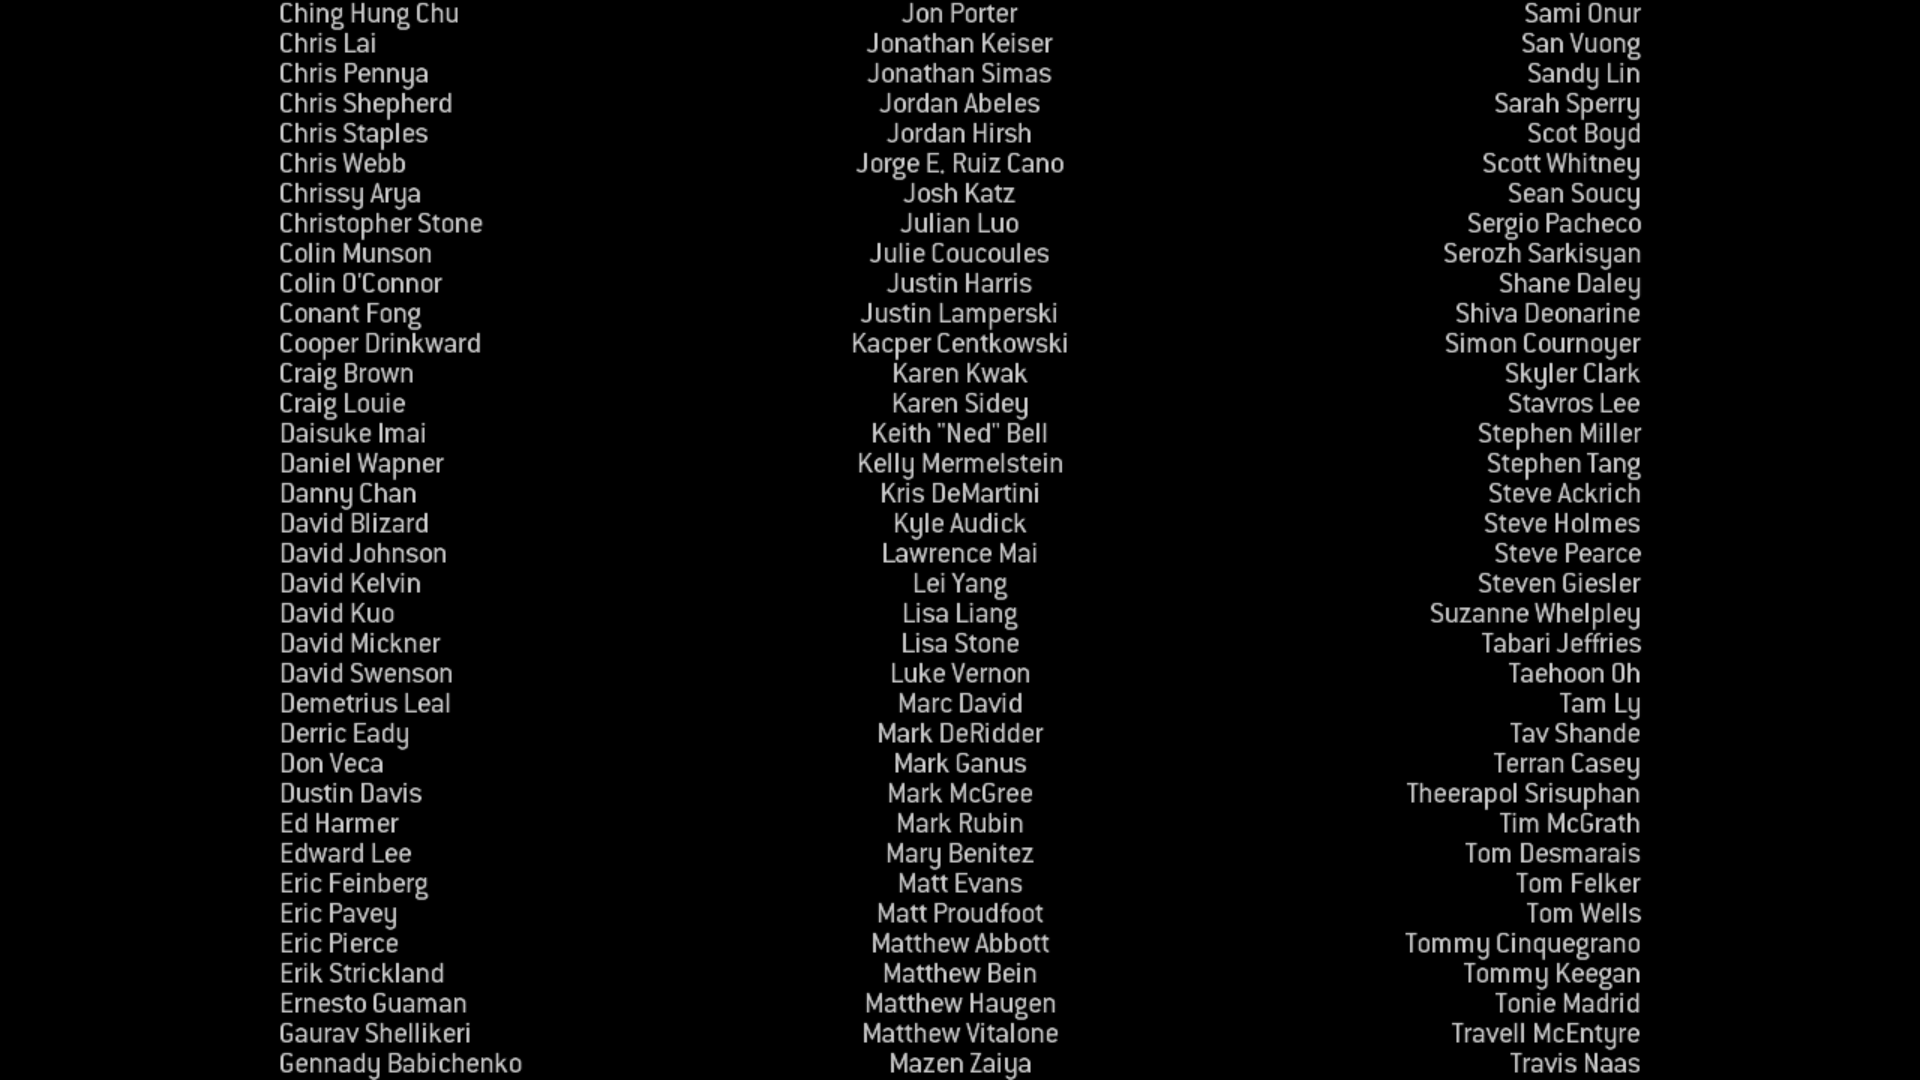 Ching Hung Chu
Chris Lai
Chris Pennya
Chris Shepherd
Chris Staples
Chris Webb
Chrissy Arya
Christopher Stone
Colin Munson
Colin O'Connor
Conant Fong
Cooper Drinkward
Craig Brown
Craig Louie
Daisuke Imai
Daniel Wapner
Danny Chan
David Blizard
David Johnson
David Kelvin
David Kuo
David Mickner
David Swenson
Demetrius Leal
Derric Eady
Don Veca
Dustin Davis
Ed Harmer
Edward Lee
Eric Feinberg
Eric Pavey
Eric Pierce
Erik Strickland
Ernesto Guaman
Gaurav Shellikeri
Gennady Babichenko
Jon Porter
Jonathan Keiser
Jonathan Simas
Jordan Abeles
Jordan Hirsh
Jorge E. Ruiz Cano
Josh Katz
Julian Luo
Julie Coucoules
Justin Harris
Justin Lamperski
Kacper Centkowski
Karen Kwak
Karen Sidey
Keith "Ned" Bell
Kelly Mermelstein
Kris DeMartini
Kyle Audick
Lawrence Mai
Lei Yang
Lisa Liang
Lisa Stone
Luke Vernon
Marc David
Mark DeRidder
Mark Ganus
Mark McGree
Mark Rubin
Mary Benitez
Matt Evans
Matt Proudfoot
Matthew Abbott
Matthew Bein
Matthew Haugen
Matthew Vitalone
Mazen Zaiya
Sami Onur
San Vuong
Sandy Lin
Sarah Sperry
Scot Boyd
Scott Whitney
Sean Soucy
Sergio Pacheco
Serozh Sarkisyan
Shane Daley
Shiva Deonarine
Simon Cournoyer
Skyler Clark
Stavros Lee
Stephen Miller
Stephen Tang
Steve Ackrich
Steve Holmes
Steve Pearce
Steven Giesler
Suzanne Whelpley
Tabari Jeffries
Taehoon Oh
Tam Ly
Tav Shande
Terran Casey
Theerapol Srisuphan
Tim McGrath
Tom Desmarais
Tom Felker
Tom Wells
Tommy Cinquegrano
Tommy Keegan
Tonie Madrid
Travell McEntyre
Travis Naas